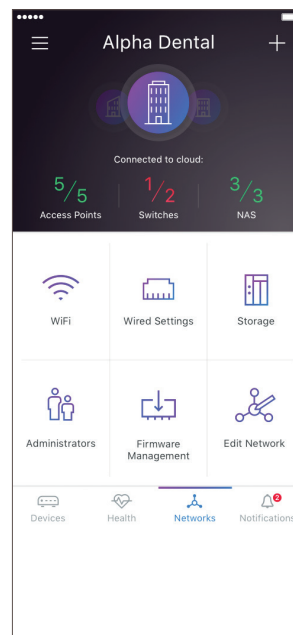 Alpha Dental
Connected to cloud:
5/5 1/2 3/3
Access Points Switches NAS
WiFi Wired Settings Storage
Administrators Firmware Management Edit Network
2
Devices Health Networks Notifications